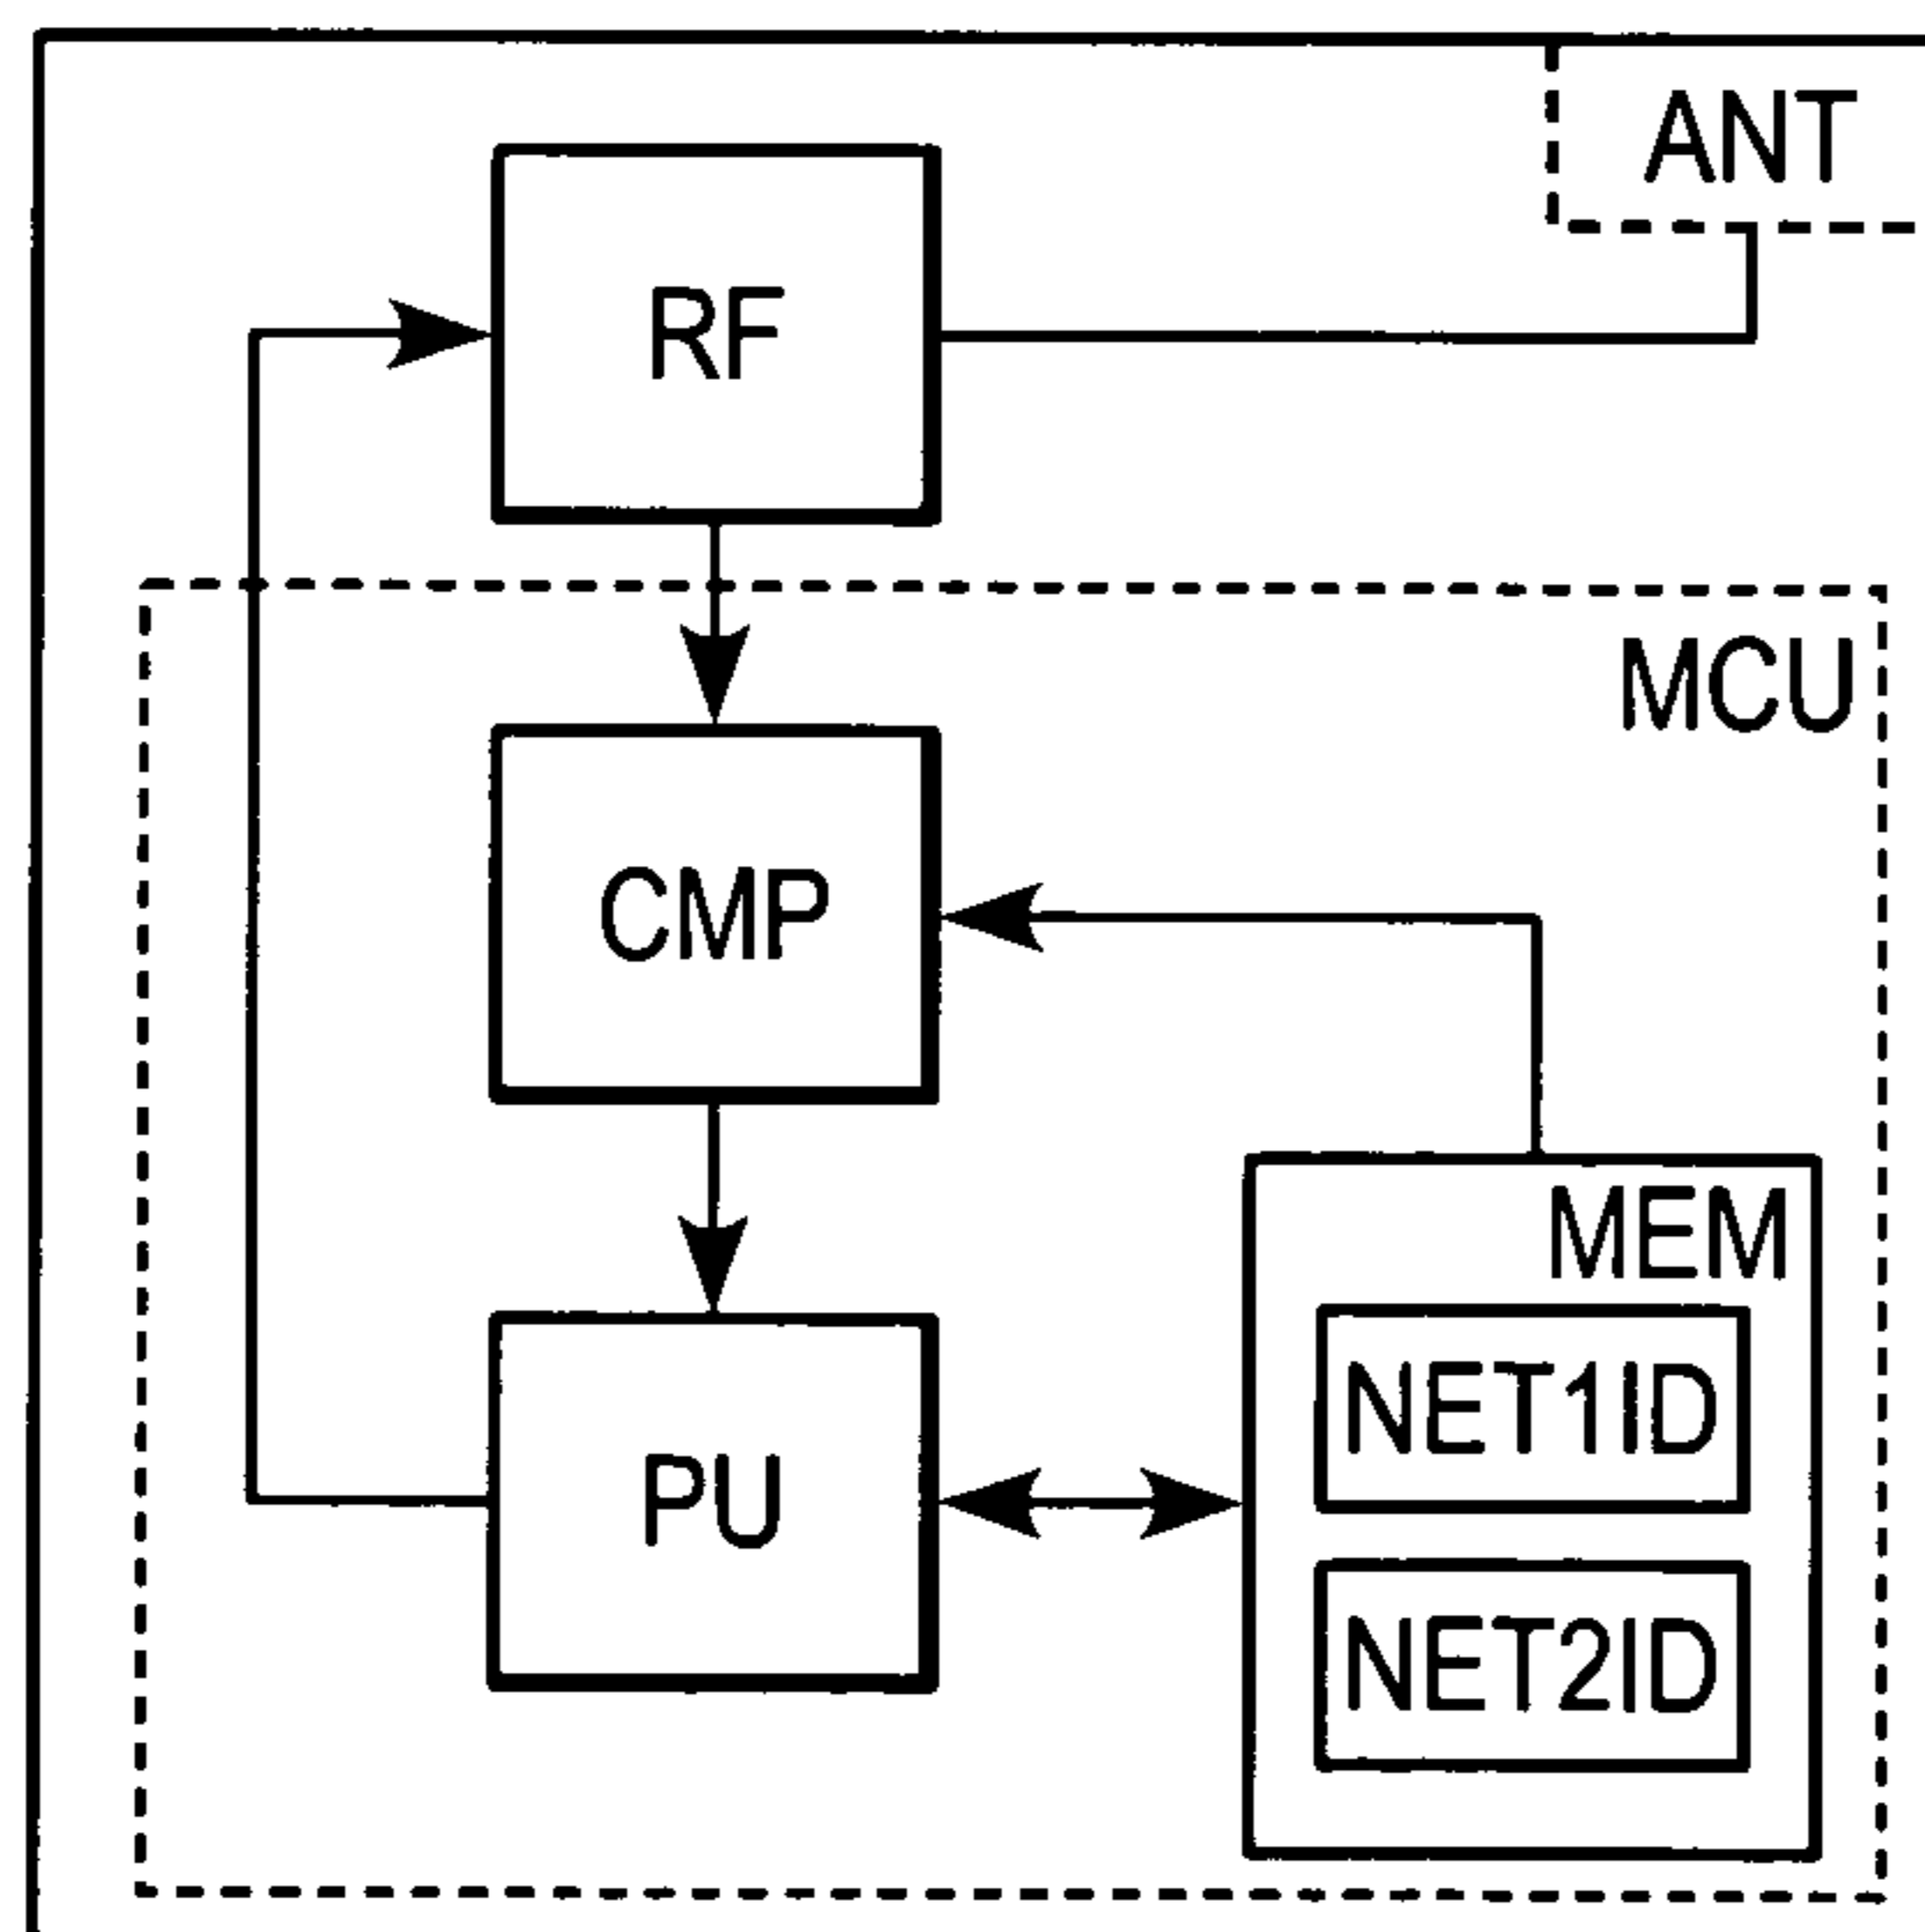 ANT
RF
MCU
CMP
MEM
NET1ID
PU
NET2ID